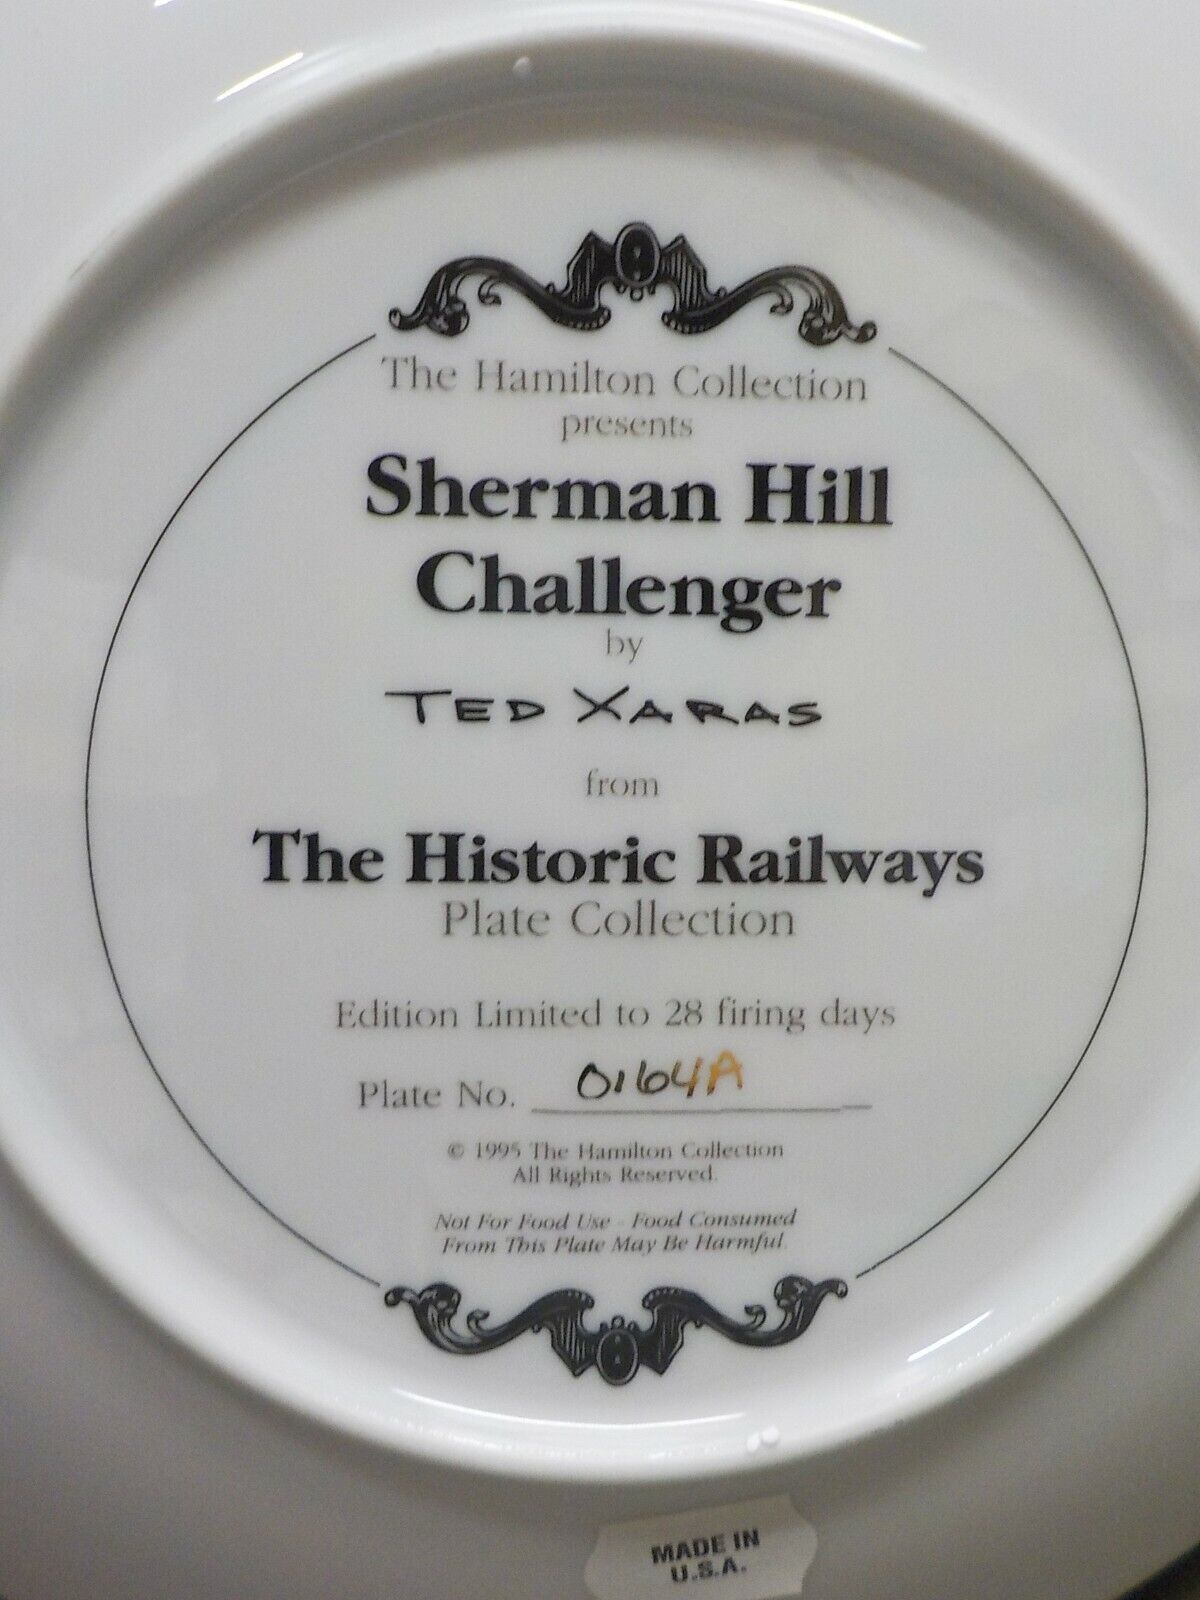 The Hamilton Collection
presents
Sherman Hill
Challenger
by
TED XARAS
from
The Historic Railways
Plate Collection
Edition Limited to 28 firing days
Plate No. 0164A
© 1995 The Hamilton Collection
All Rights Reserved.
Not For Food Use - Food Consumed
From This Plate May Be Harmful.
MADE IN
U.S.A.